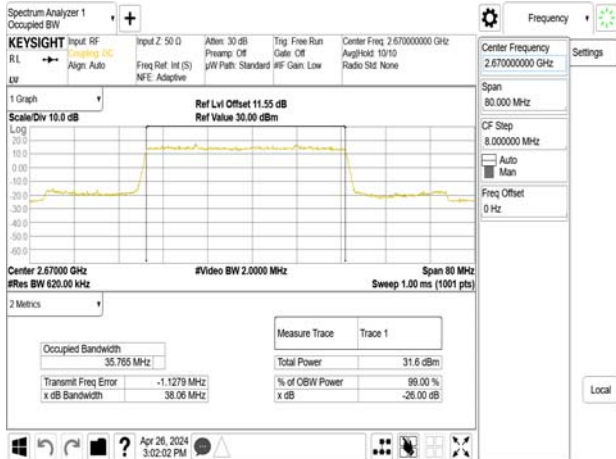 Spectrum Analyzer 1
Occupied BW
+
Frequency
KEYSIGHT
Input: RF
Coupling: DC
Align: Auto
Input Z: 50 Ω
Freq Ref: Int (S)
NFE: Adaptive
Atten: 30 dB
Preamp: Off
µW Path: Standard
Trig: Free Run
Gate: Off
#IF Gain: Low
Center Freq: 2.670000000 GHz
Avg|Hold: 10/10
Radio Std: None
RL
Center Frequency
2.670000000 GHz
Settings
Span
80.000 MHz
CF Step
8.000000 MHz
Auto
Man
Freq Offset
0 Hz
Local
1 Graph
Scale/Div 10.0 dB
Ref Lvl Offset 11.55 dB
Ref Value 30.00 dBm
Log
20.0
10.0
0.00
-10.0
-20.0
-30.0
-40.0
-50.0
-60.0
Center 2.67000 GHz
#Video BW 2.0000 MHz
Span 80 MHz
#Res BW 620.00 kHz
Sweep 1.00 ms (1001 pts)
2 Metrics
Measure Trace Trace 1
Occupied Bandwidth
35.765 MHz
Total Power 31.6 dBm
Transmit Freq Error -1.1279 MHz
% of OBW Power 99.00 %
x dB Bandwidth 38.06 MHz
x dB -26.00 dB
?
Apr 26, 2024
3:02:02 PM